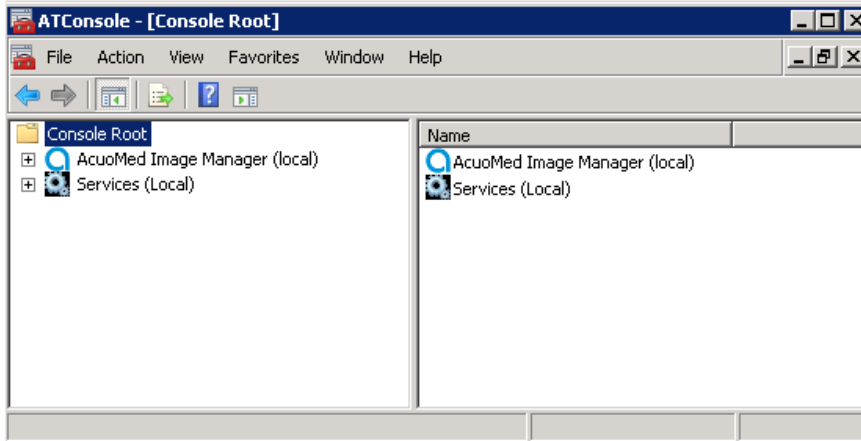 ATConsole - [Console Root]
File Action View Favorites Window Help
Console Root
AcuoMed Image Manager (local)
Services (Local)
Name
AcuoMed Image Manager (local)
Services (Local)